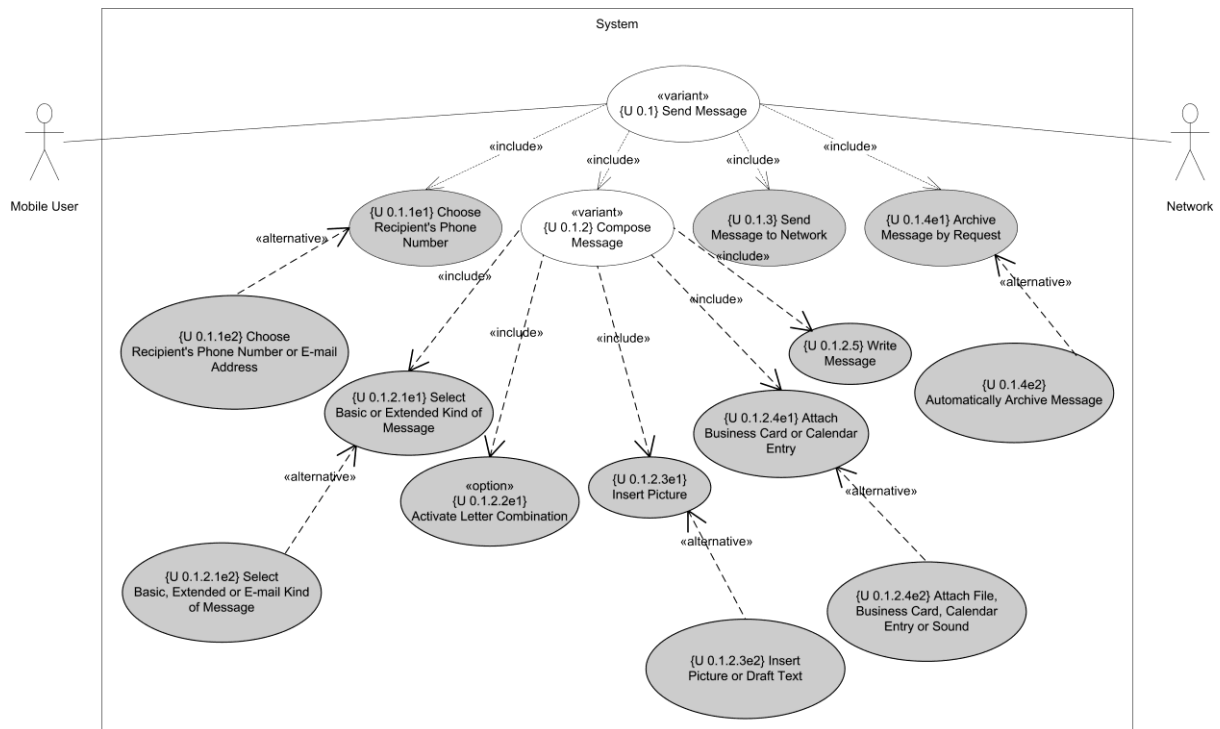 System
«variant»
{U 0.1} Send Message
«include»
«include»
«include»
«include»
Mobile User
Network
{U 0.1.1e1} Choose
Recipient's Phone
Number
«variant»
{U 0.1.2} Compose
Message
{U 0.1.3} Send
Message to Network
{U 0.1.4e1} Archive
Message by Request
«alternative»
«include»
«include»
«alternative»
«include»
«include»
«include»
{U 0.1.1e2} Choose
Recipient's Phone Number or E-mail
Address
{U 0.1.2.5} Write
Message
{U 0.1.4e2}
Automatically Archive Message
{U 0.1.2.1e1} Select
Basic or Extended Kind of
Message
{U 0.1.2.4e1} Attach
Business Card or Calendar
Entry
«alternative»
«option»
{U 0.1.2.2e1}
Activate Letter Combination
{U 0.1.2.3e1}
Insert Picture
«alternative»
«alternative»
{U 0.1.2.1e2} Select
Basic, Extended or E-mail Kind
of Message
{U 0.1.2.4e2} Attach File,
Business Card, Calendar
Entry or Sound
{U 0.1.2.3e2} Insert
Picture or Draft Text